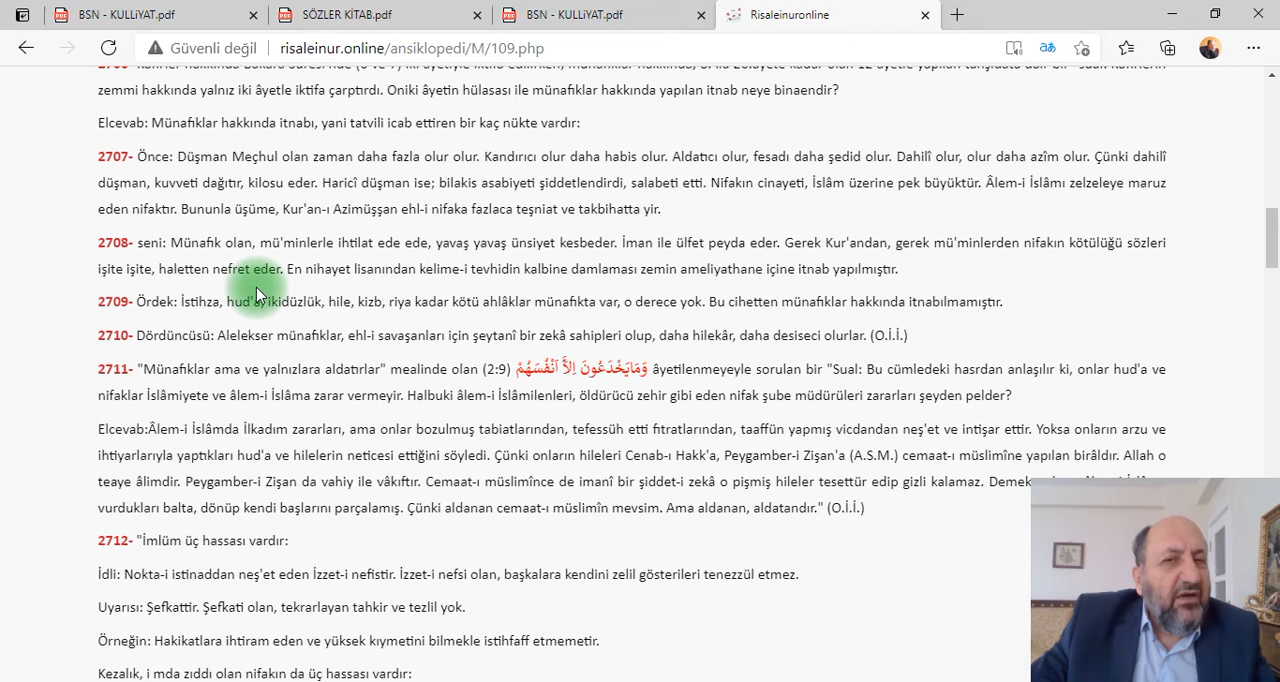 BSN - KULLiYAT.pdf
SÖZLER KİTAB.pdf
BSN - KULLiYAT.pdf
Risaleinuronline
Güvenli değil
risaleinur.online/ansiklopedi/M/109.php
zemmi hakkında yalnız iki âyetle iktifa çarptırdı. Oniki âyetin hülasası ile münafıklar hakkında yapılan itnab neye binaendir?
Elcevab: Münafıklar hakkında itnabı, yani tatvili icab ettiren bir kaç nükte vardır:
2707- Önce: Düşman Meçhul olan zaman daha fazla olur olur. Kandırıcı olur daha habis olur. Aldatıcı olur, fesadı daha şedid olur. Dahilî olur, olur daha azîm olur. Çünki dahilî
düşman, kuvveti dağıtır, kilosu eder. Haricî düşman ise; bilakis asabiyeti şiddetlendirdi, salabeti etti. Nifakın cinayeti, İslâm üzerine pek büyüktür. Âlem-i İslâmı zelzeleye maruz
eden nifaktır. Bununla üşüme, Kur'an-ı Azimüşşan ehl-i nifaka fazlaca teşniat ve takbihatta yir.
2708- seni: Münafık olan, mü'minlerle ihtilat ede ede, yavaş yavaş ünsiyet kesbeder. İman ile ülfet peyda eder. Gerek Kur'andan, gerek mü'minlerden nifakın kötülüğü sözleri
işite işite, haletten nefret eder. En nihayet lisanından kelime-i tevhidin kalbine damlaması zemin ameliyathane içine itnab yapılmıştır.
2709- Ördek: İstihza, hud'a, ikidüzlük, hile, kizb, riya kadar kötü ahlâklar münafıkta var, o derece yok. Bu cihetten münafıklar hakkında itnabılmamıştır.
2710- Dördüncüsü: Alelekser münafıklar, ehl-i savaşanları için şeytanî bir zekâ sahipleri olup, daha hilekâr, daha desiseci olurlar. (O.İ.İ.)
2711- "Münafıklar ama ve yalnızlara aldatırlar" mealinde olan (2:9) وَمَايَخْدَعُونَ اِلاَّ اَنْفُسَهُمْ âyetilenmeyeyle sorulan bir "Sual: Bu cümledeki hasrdan anlaşılır ki, onlar hud'a ve
nifaklar İslâmiyete ve âlem-i İslâma zarar vermeyir. Halbuki âlem-i İslâmilenleri, öldürücü zehir gibi eden nifak şube müdürüleri zararları şeyden pelder?
Elcevab:Âlem-i İslâmda İlkadım zararları, ama onlar bozulmuş tabiatlarından, tefessüh etti fıtratlarından, taaffün yapmış vicdandan neş'et ve intişar ettir. Yoksa onların arzu ve
ihtiyarlarıyla yaptıkları hud'a ve hilelerin neticesi ettiğini söyledi. Çünki onların hileleri Cenab-ı Hakk'a, Peygamber-i Zişan'a (A.S.M.) cemaat-ı müslimîne yapılan birâldır. Allah o
teaye âlimdir. Peygamber-i Zişan da vahiy ile vâkıftır. Cemaat-ı müslimînce de imanî bir şiddet-i zekâ o pişmiş hileler tesettür edip gizli kalamaz.
vurdukları balta, dönüp kendi başlarını parçalamış. Çünki aldanan cemaat-ı müslimîn mevsim. Ama aldanan, aldatandır." (O.İ.İ.)
2712- "İmlüm üç hassası vardır:
İdli: Nokta-i istinaddan neş'et eden İzzet-i nefistir. İzzet-i nefsi olan, başkalara kendini zelil gösterileri tenezzül etmez.
Uyarısı: Şefkattir. Şefkati olan, tekrarlayan tahkir ve tezlil yok.
Örneğin: Hakikatlara ihtiram eden ve yüksek kıymetini bilmekle istihfaff etmemetir.
Kezalık, i mda zıddı olan nifakın da üç hassası vardır: